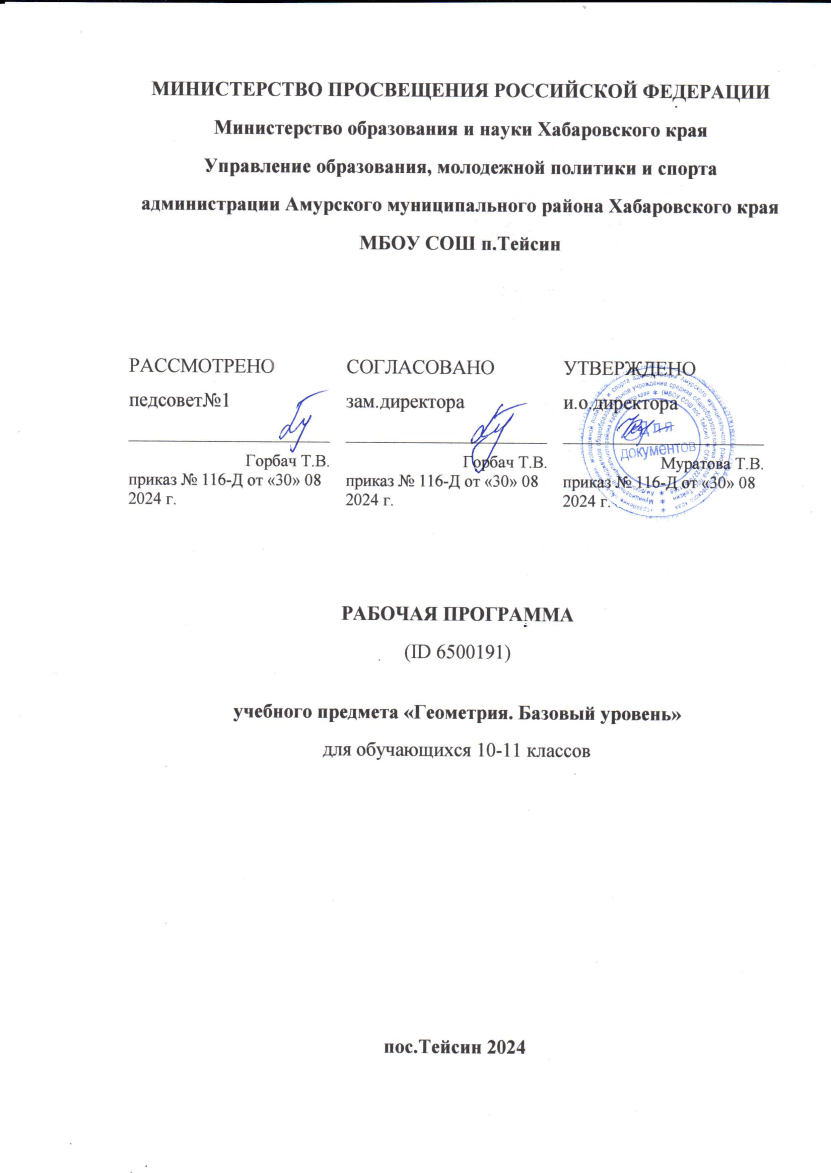 МИНИСТЕРСТВО ПРОСВЕЩЕНИЯ РОССИЙСКОЙ ФЕДЕРАЦИИ
Министерство образования и науки Хабаровского края
Управление образования, молодежной политики и спорта
администрации Амурского муниципального района Хабаровского края
МБОУ СОШ п.Тейсин
РАССМОТРЕНО
педсовет№1
Горбач Т.В.
приказ № 116-Д от «30» 08
2024 г.
СОГЛАСОВАНО
зам.директора
Горбач Т.В.
приказ № 116-Д от «30» 08
2024 г.
УТВЕРЖДЕНО
и.о.директора
Для
документов
Муратова Т.В.
приказ № 116-Д от «30» 08
2024 г.
РАБОЧАЯ ПРОГРАММА
(ID 6500191)
учебного предмета «Геометрия. Базовый уровень»
для обучающихся 10-11 классов
пос.Тейсин 2024